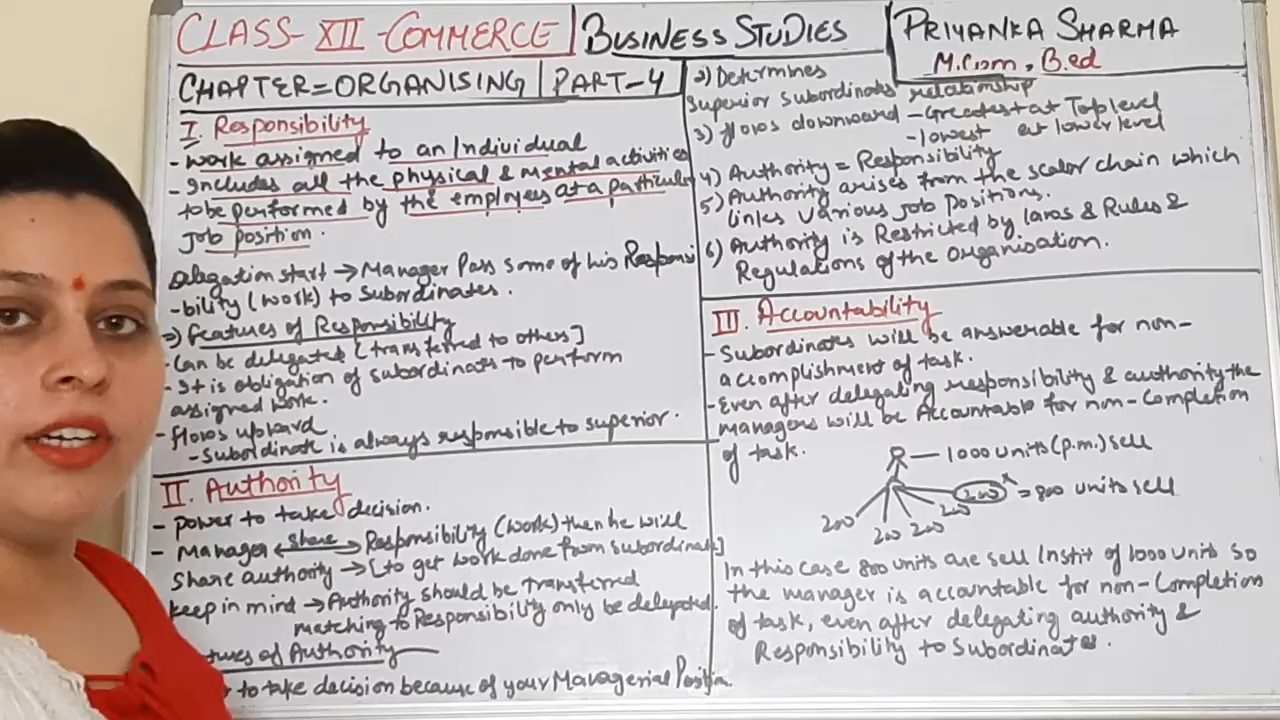 CLASS-XII-COMMERCE | BUSINESS STUDIES
PRIYANKA SHARMA
M.Com, B.ed
CHAPTER=ORGANISING | PART-4
I. Responsibility
- work assigned to an Individual
- Includes all the physical & mental activities
to be performed by the employees at a particular
job position.
Delegation start → Manager Pass some of his Responsi
-bility (work) to subordinates.
⇒ features of Responsibility
- Can be delegated [transferred to others]
- It is obligation of subordinates to perform
assigned work.
- flows upward
- Subordinate is always responsible to superior.
II. Authority
- power to take decision.
- Manager ⟷ share Responsibility (work) then he will
share authority → [to get work done from subordinate]
keep in mind → Authority should be transferred
matching to Responsibility only be delegated.
tures of Authority
to take decision because of your Managerial Position
2) Determines
superior subordinate relationship
3) flows downward - Greatest at Top level
- lowest at lower level
4) Authority = Responsibility
5) Authority arises from the scalar chain which
links various job positions.
6) Authority is Restricted by laws & Rules &
Regulations of the Organisation.
III. Accountability
- Subordinates will be answerable for non-
accomplishment of task.
- Even after delegating responsibility & authority the
managers will be Accountable for non-Completion
of task.
1000 units (p.m.) sell
200 200 200 200 200 x = 800 units sell
In this case 800 units are sell Instit of 1000 units so
the manager is accountable for non-Completion
of task, even after delegating authority &
Responsibility to Subordinates.